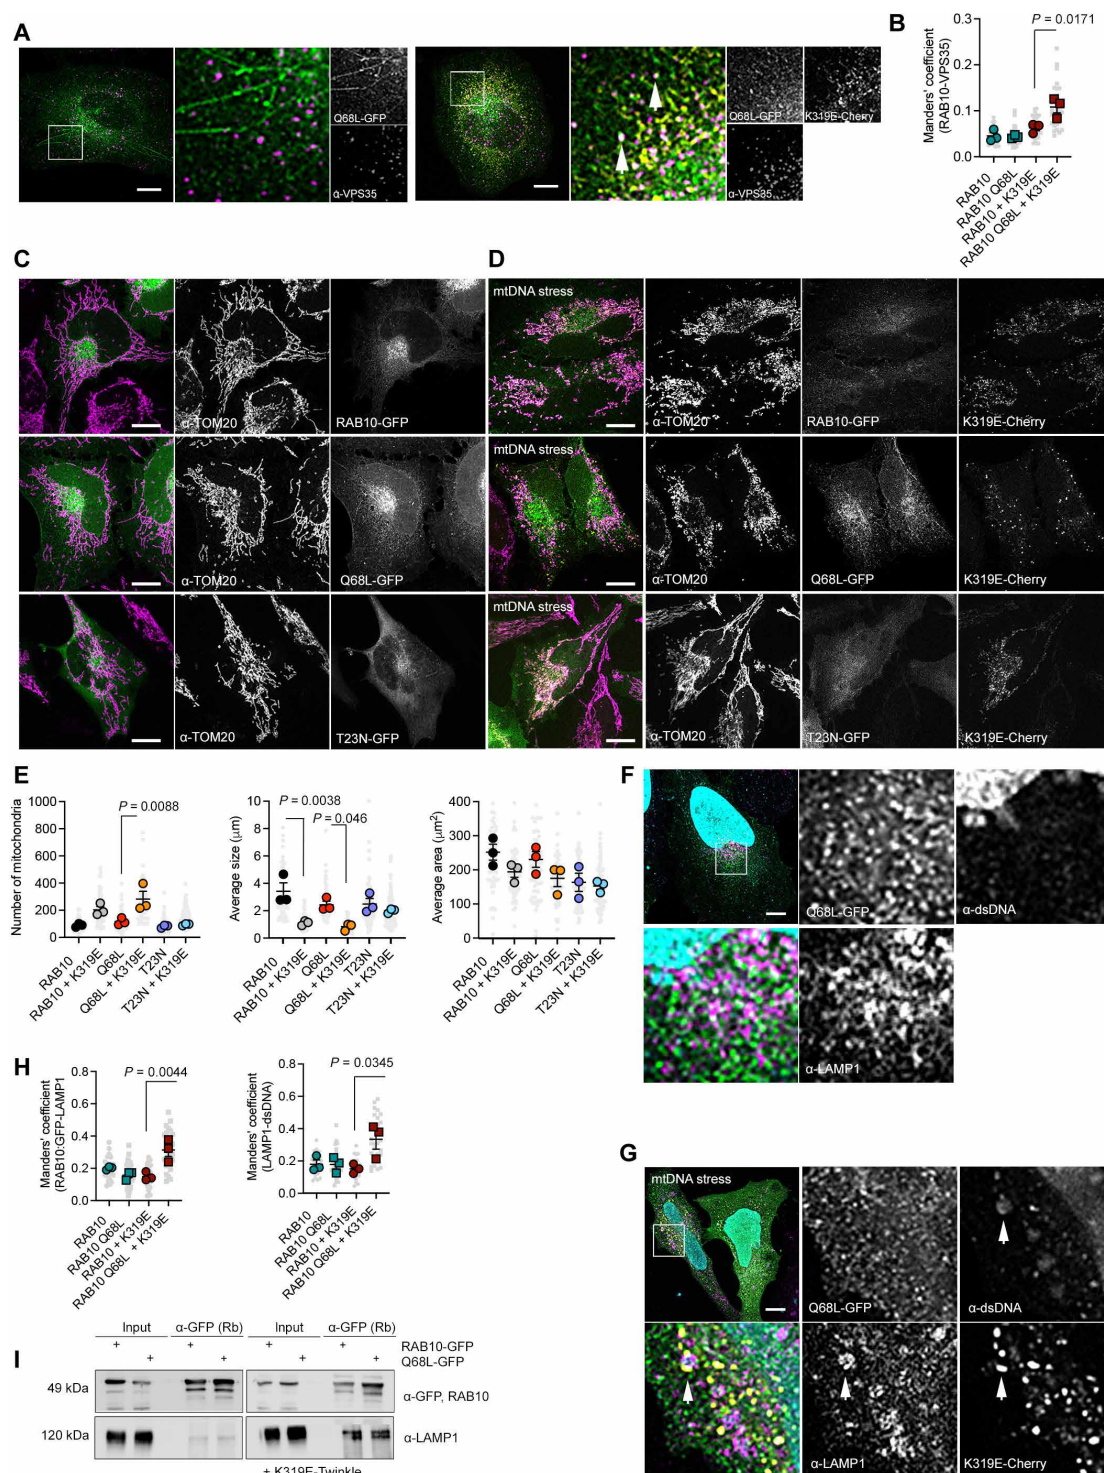 A
Q68L-GFP
α-VPS35
Q68L-GFP
K319E-Cherry
α-VPS35
B
P = 0.0171
Manders' coefficient
(RAB10-VPS35)
0.3
0.2
0.1
0.0
RAB10
RAB10 Q68L
RAB10 + K319E
RAB10 Q68L + K319E
C
α-TOM20
RAB10-GFP
α-TOM20
Q68L-GFP
α-TOM20
T23N-GFP
D
mtDNA stress
α-TOM20
RAB10-GFP
K319E-Cherry
mtDNA stress
α-TOM20
Q68L-GFP
K319E-Cherry
mtDNA stress
α-TOM20
T23N-GFP
K319E-Cherry
E
Number of mitochondria
1000
800
600
400
200
0
P = 0.0088
RAB10
RAB10 + K319E
Q68L
Q68L + K319E
T23N
T23N + K319E
Average size (μm)
10
8
6
4
2
0
P = 0.0038
P = 0.046
RAB10
RAB10 + K319E
Q68L
Q68L + K319E
T23N
T23N + K319E
Average area (μm²)
400
300
200
100
0
RAB10
RAB10 + K319E
Q68L
Q68L + K319E
T23N
T23N + K319E
F
Q68L-GFP
α-dsDNA
α-LAMP1
H
Manders' coefficient
(RAB10:GFP-LAMP1)
0.8
0.6
0.4
0.2
0.0
P = 0.0044
RAB10
RAB10 Q68L
RAB10 + K319E
RAB10 Q68L + K319E
Manders' coefficient
(LAMP1-dsDNA)
0.8
0.6
0.4
0.2
0.0
P = 0.0345
RAB10
RAB10 Q68L
RAB10 + K319E
RAB10 Q68L + K319E
G
mtDNA stress
Q68L-GFP
α-dsDNA
α-LAMP1
K319E-Cherry
I
Input α-GFP (Rb) Input α-GFP (Rb)
+ + + + RAB10-GFP
+ + + + Q68L-GFP
49 kDa
α-GFP, RAB10
120 kDa
α-LAMP1
+ K319E-Twinkle